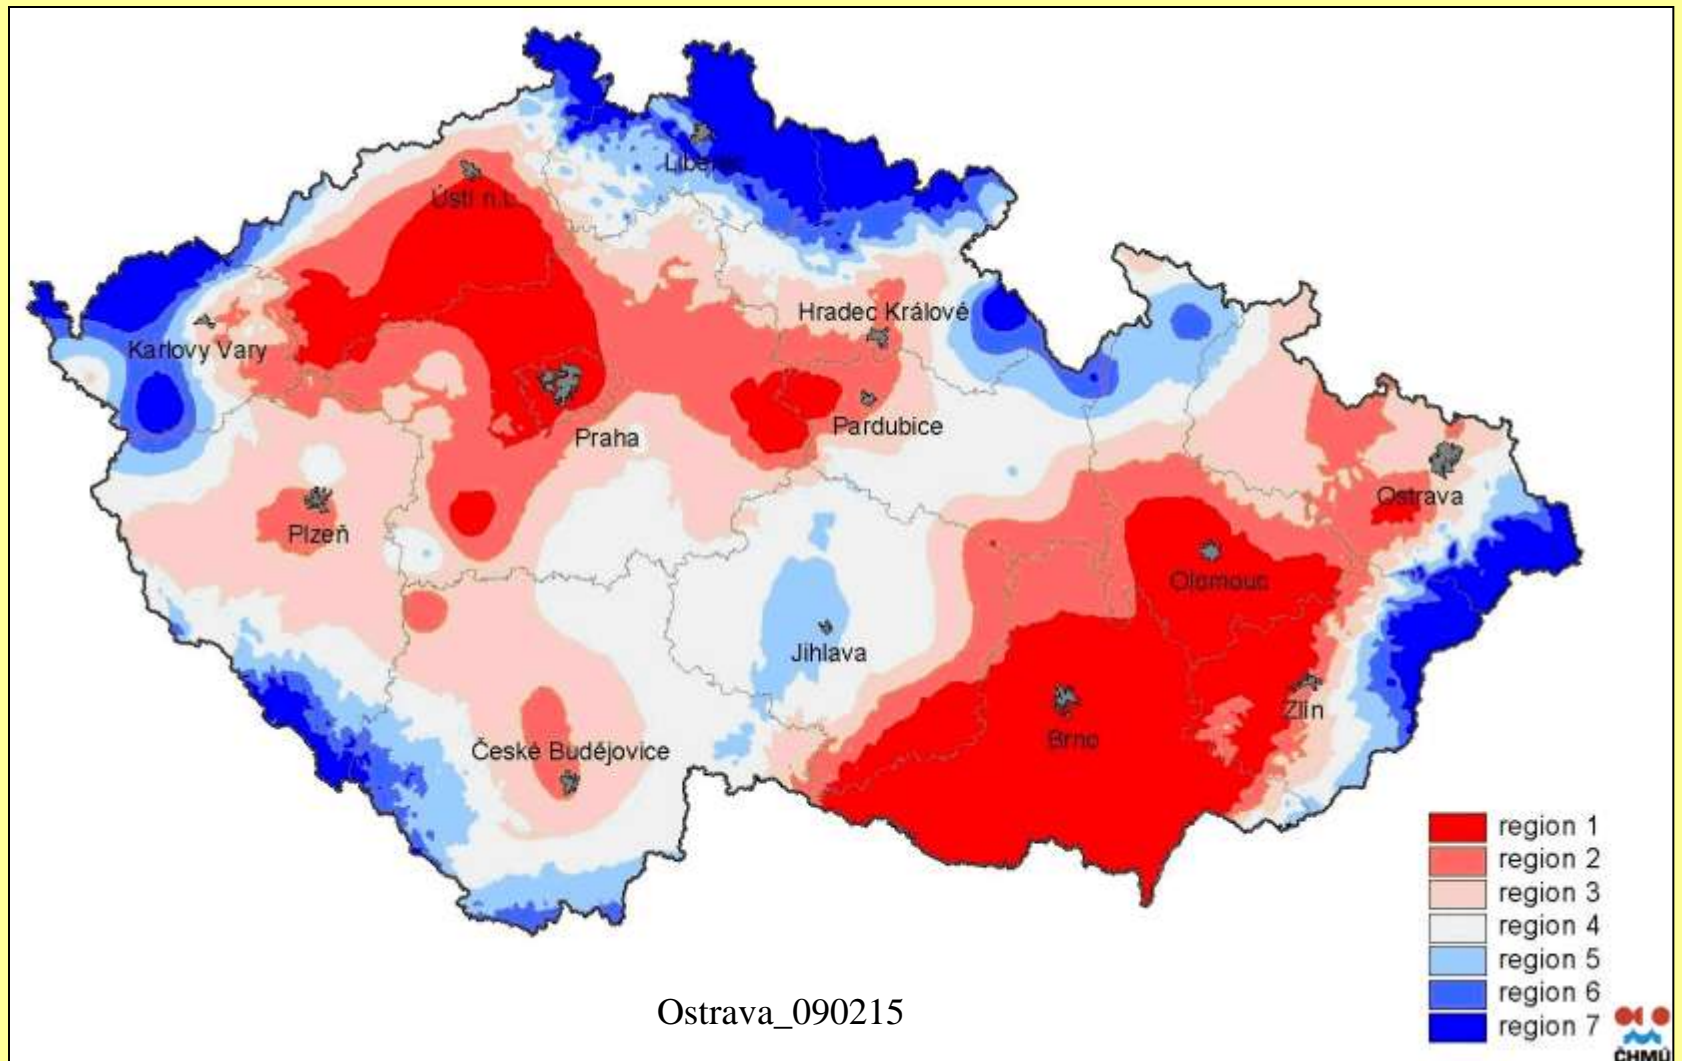 Liberec
Ústí n.L.
Hradec Králové
Karlovy Vary
Pardubice
Praha
Ostrava
Plzeň
Olomouc
Jihlava
Zlín
Brno
České Budějovice
region 1
region 2
region 3
region 4
region 5
region 6
region 7
Ostrava_090215
ČHMÚ